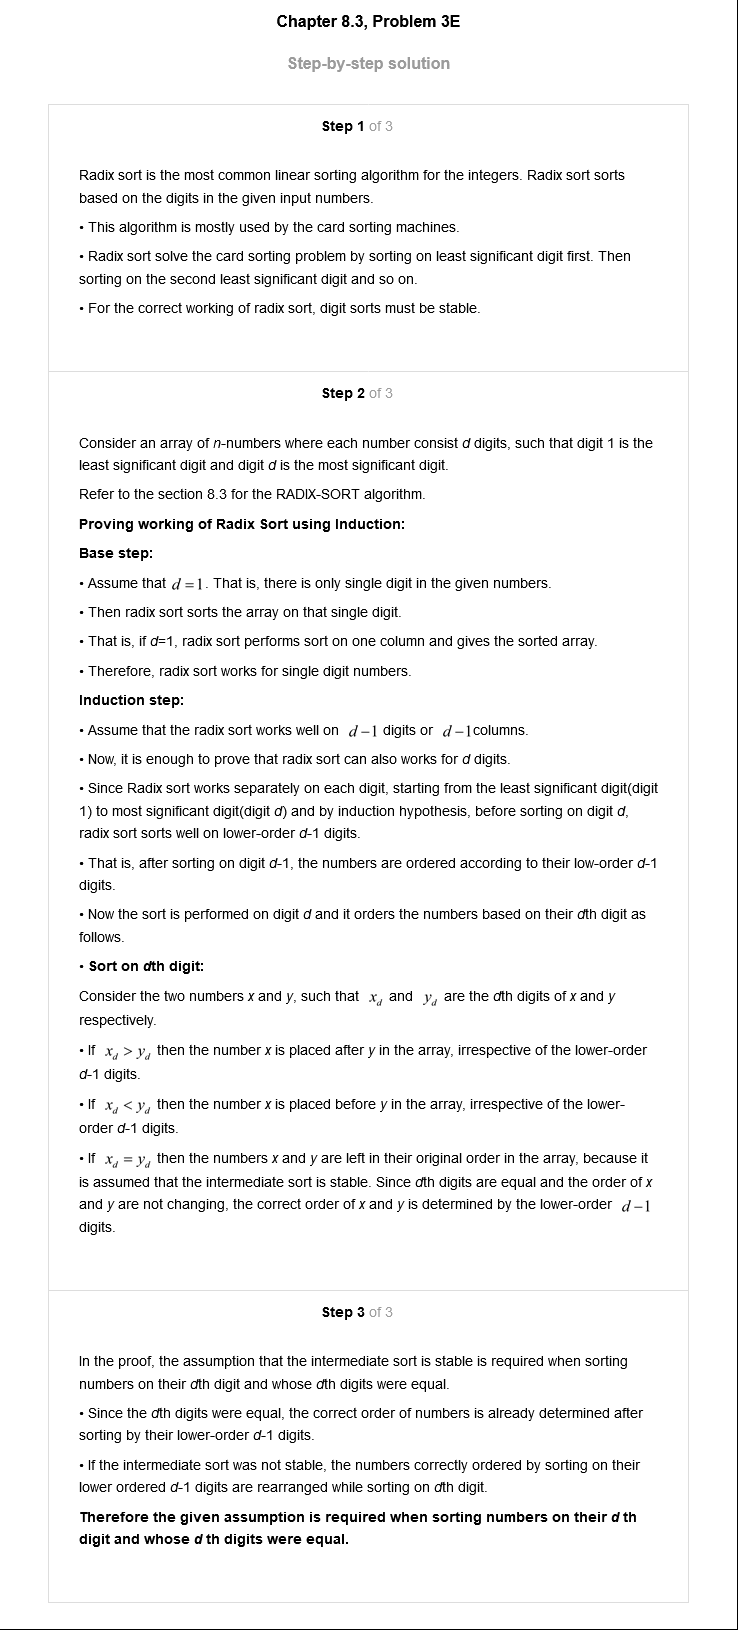 Chapter 8.3, Problem 3E
Step-by-step solution
Step 1 of 3
Radix sort is the most common linear sorting algorithm for the integers. Radix sort sorts
based on the digits in the given input numbers.
• This algorithm is mostly used by the card sorting machines.
• Radix sort solve the card sorting problem by sorting on least significant digit first. Then
sorting on the second least significant digit and so on.
• For the correct working of radix sort, digit sorts must be stable.
Step 2 of 3
Consider an array of n-numbers where each number consist d digits, such that digit 1 is the
least significant digit and digit d is the most significant digit.
Refer to the section 8.3 for the RADIX-SORT algorithm.
Proving working of Radix Sort using Induction:
Base step:
• Assume that d = 1. That is, there is only single digit in the given numbers.
• Then radix sort sorts the array on that single digit.
• That is, if d=1, radix sort performs sort on one column and gives the sorted array.
• Therefore, radix sort works for single digit numbers.
Induction step:
• Assume that the radix sort works well on d−1 digits or d−1columns.
• Now, it is enough to prove that radix sort can also works for d digits.
• Since Radix sort works separately on each digit, starting from the least significant digit(digit
1) to most significant digit(digit d) and by induction hypothesis, before sorting on digit d,
radix sort sorts well on lower-order d-1 digits.
• That is, after sorting on digit d-1, the numbers are ordered according to their low-order d-1
digits.
• Now the sort is performed on digit d and it orders the numbers based on their dth digit as
follows.
• Sort on dth digit:
Consider the two numbers x and y, such that x_d and y_d are the dth digits of x and y
respectively.
• If x_d > y_d then the number x is placed after y in the array, irrespective of the lower-order
d-1 digits.
• If x_d < y_d then the number x is placed before y in the array, irrespective of the lower-
order d-1 digits.
• If x_d = y_d then the numbers x and y are left in their original order in the array, because it
is assumed that the intermediate sort is stable. Since dth digits are equal and the order of x
and y are not changing, the correct order of x and y is determined by the lower-order d−1
digits.
Step 3 of 3
In the proof, the assumption that the intermediate sort is stable is required when sorting
numbers on their dth digit and whose dth digits were equal.
• Since the dth digits were equal, the correct order of numbers is already determined after
sorting by their lower-order d-1 digits.
• If the intermediate sort was not stable, the numbers correctly ordered by sorting on their
lower ordered d-1 digits are rearranged while sorting on dth digit.
Therefore the given assumption is required when sorting numbers on their d th
digit and whose d th digits were equal.